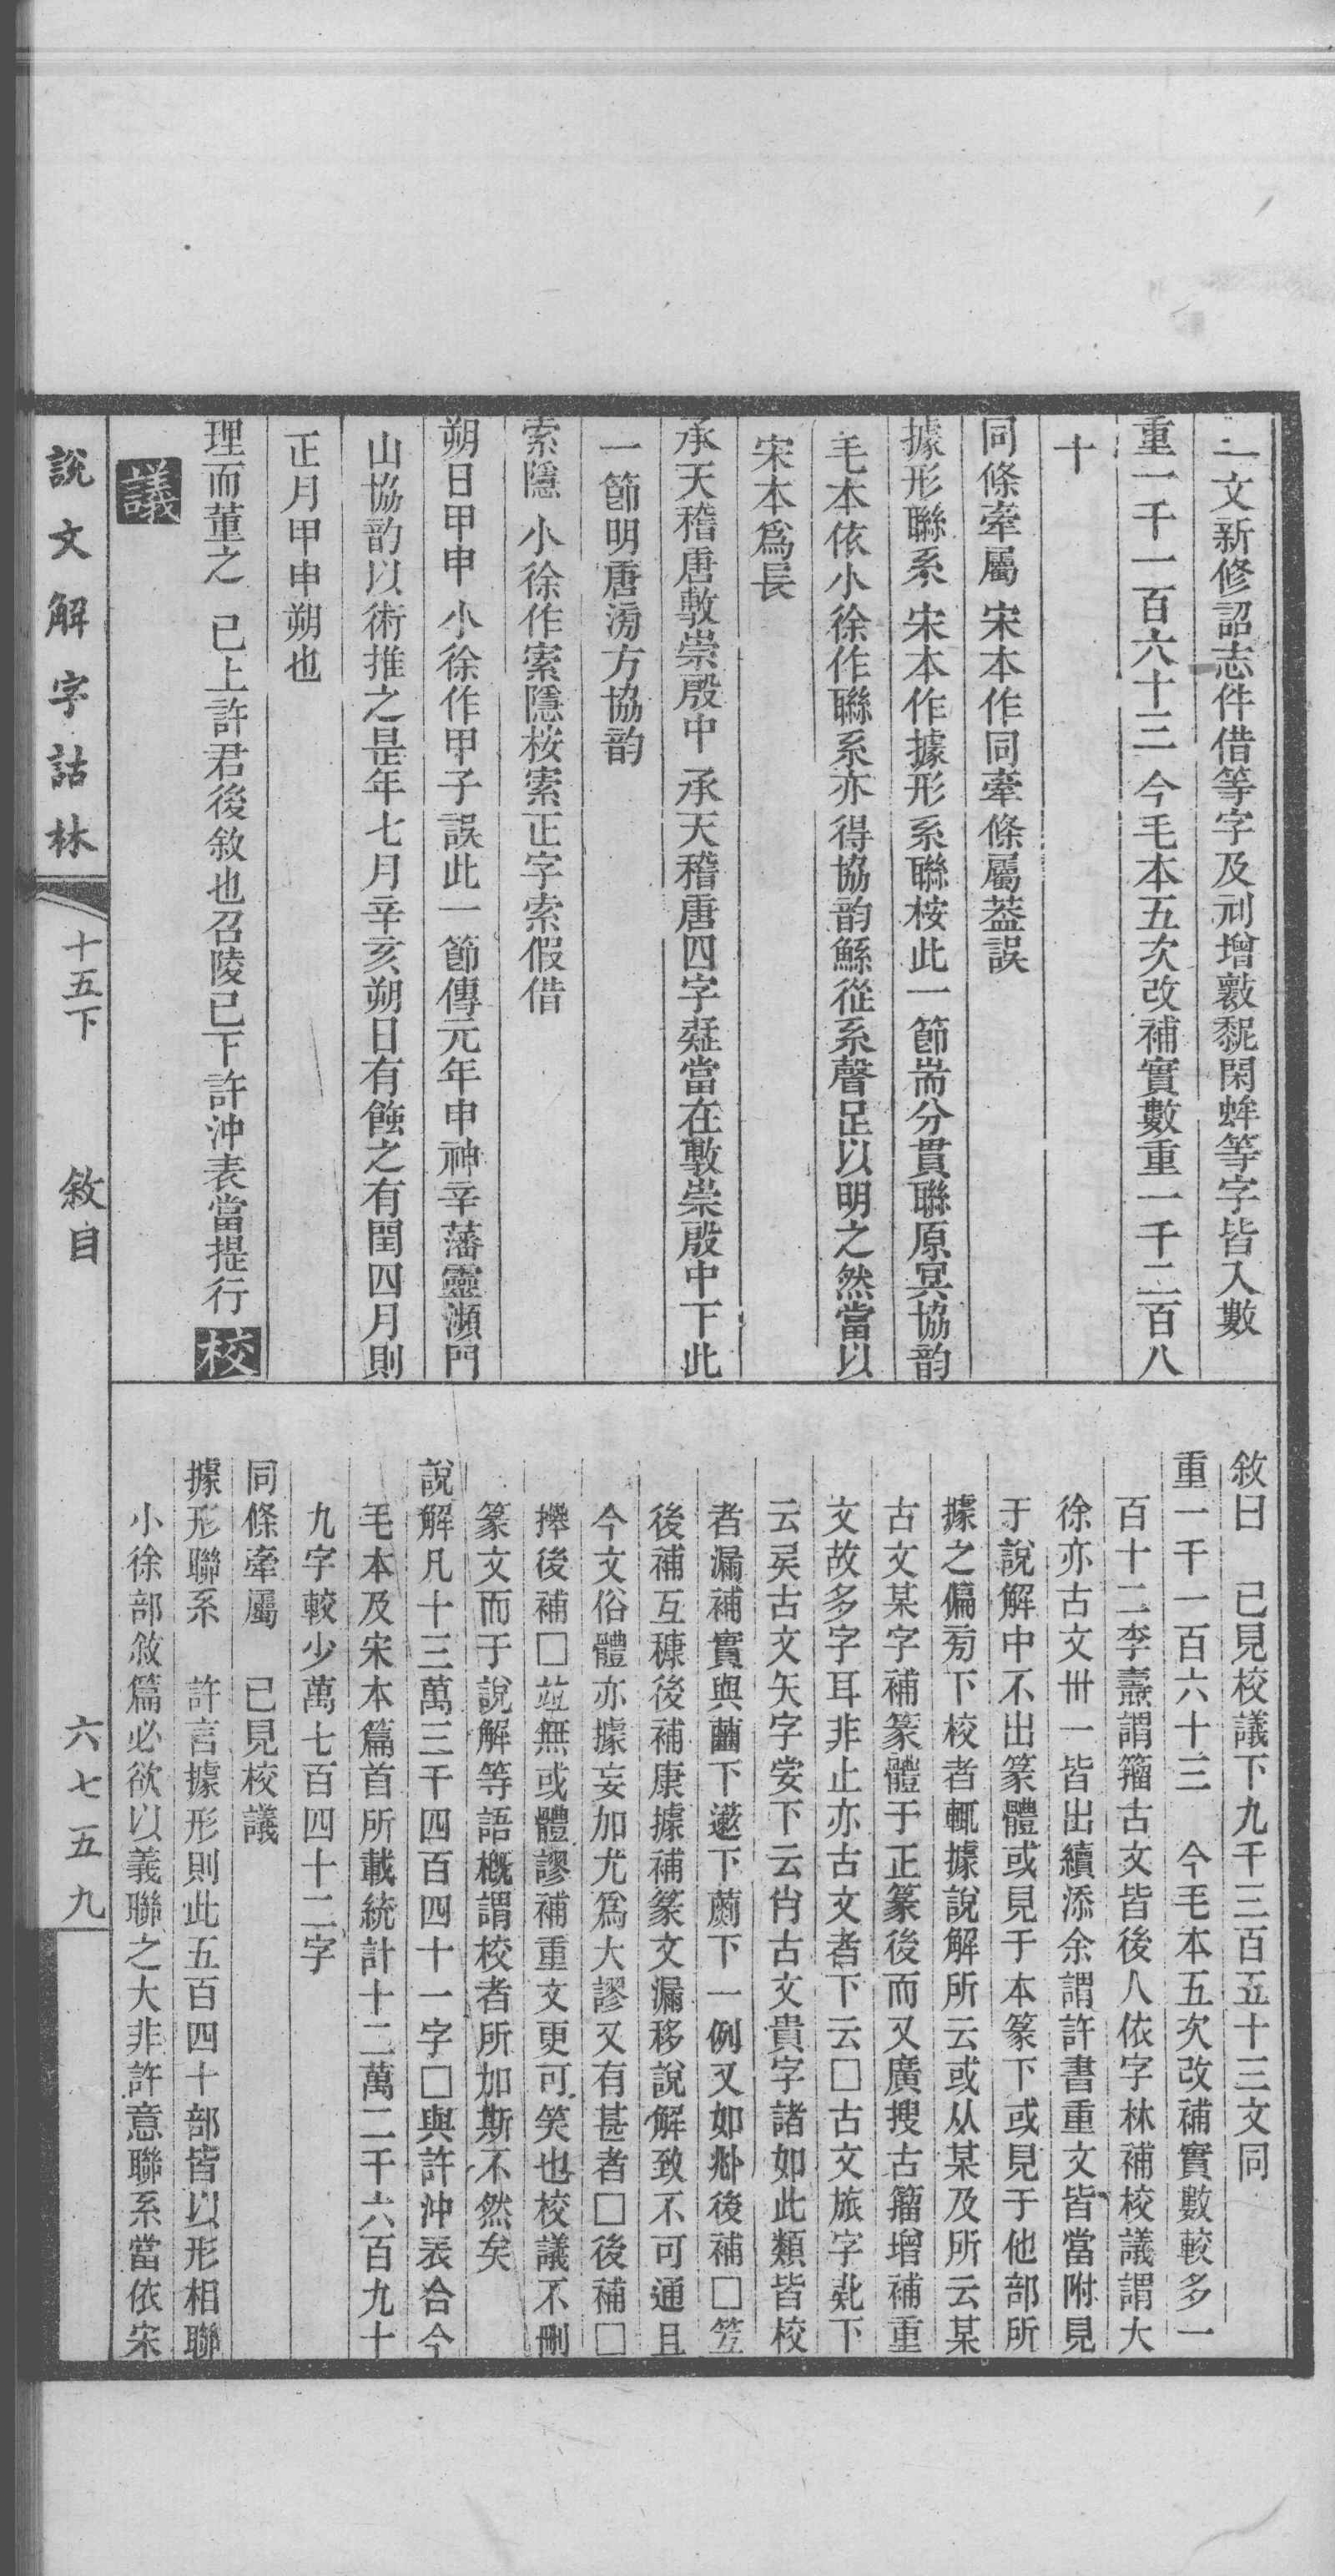 二文新修詔志件借等字及刓增斅䵒閑蛑等字皆入數
重一千一百六十三 今毛本五次改補實數重一千二百八
十
同條牽屬 宋本作同牽條屬葢誤
據形聯系 宋本作據形系聯桉此一節耑分貫聯原冥協韵
毛本依小徐作聯系亦得協韵鯀從系聲足以明之然當以
宋本爲長
承天稽唐敷崇殷中 承天稽唐四字疑當在敷崇殷中下此
一節明唐滂方協韵
索隱 小徐作索隱桉索正字索假借
朔日甲申 小徐作甲子誤此一節傳元年申神辛藩靈瀕門
山協韵以術推之是年七月辛亥朔日有蝕之有閏四月則
正月甲申朔也
理而董之 已上許君後敘也召陵已下許沖表當提行 校
議
敘曰 已見校議下九千三百五十三文同
重一千一百六十三 今毛本五次改補實數較多一
百十二李燾謂籀古文皆後人依字林補校議謂大
徐亦古文卌一皆出續添余謂許書重文皆當附見
于說解中不出篆體或見于本篆下或見于他部所
據之偏旁下校者輒據說解所云或从某及所云某
古文某字補篆體于正篆後而又廣搜古籀增補重
文故多字耳非止亦古文者下云□古文旅字𡴆下
云𠂕古文矢字妟下云肖古文貴字諸如此類皆校
者漏補實與蘭下藗下薊下一例又如𠦬後補□笠
後補互穅後補康據補篆文漏移說解致不可通且
今文俗體亦據妄加尤爲大謬又有甚者□後補□
㩧後補□竝無或體謬補重文更可笑也校議不刪
篆文而于說解等語槪謂校者所加斯不然矣
說解凡十三萬三千四百四十一字□與許沖表合今
毛本及宋本篇首所載統計十二萬二千六百九十
九字較少萬七百四十二字
同條牽屬 已見校議
據形聯系 許言據形則此五百四十部皆以形相聯
小徐部敘篇必欲以義聯之大非許意聯系當依宋
說文解字詁林
十五下
敘目
六七五九